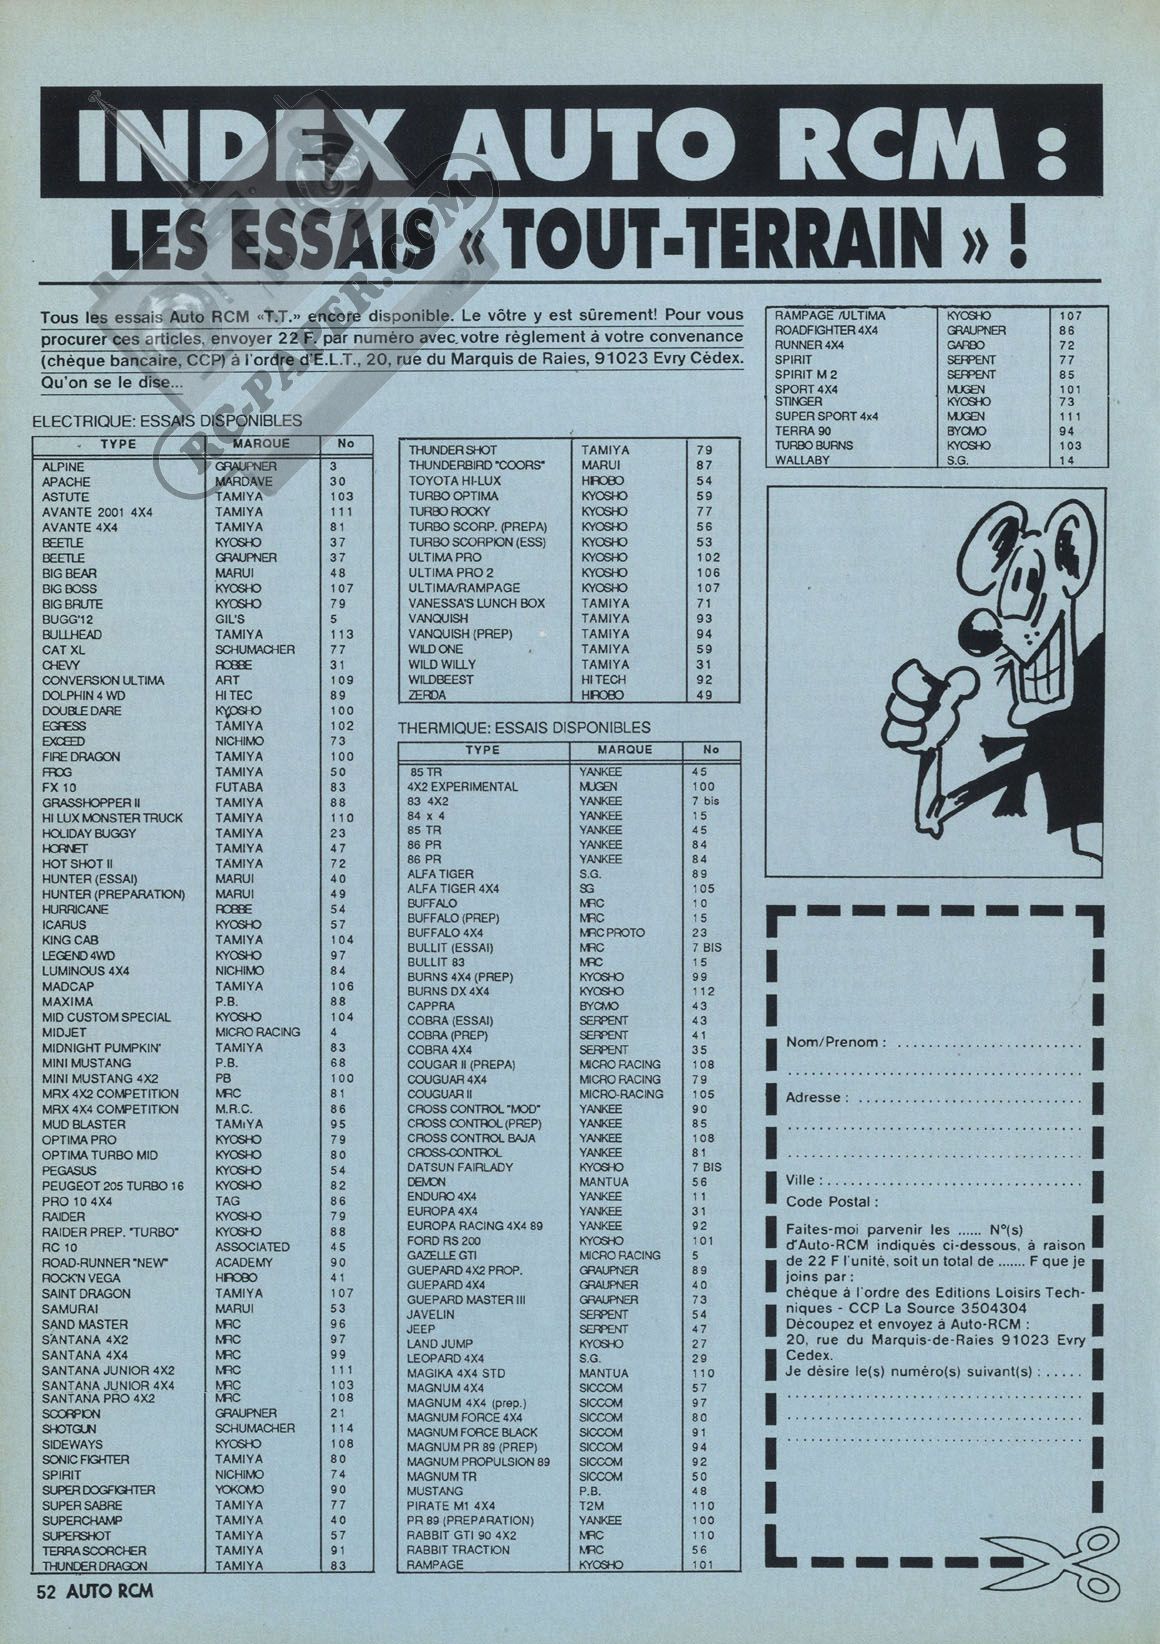 INDEX AUTO RCM :
LES ESSAIS « TOUT-TERRAIN » !
Tous les essais Auto RCM «T.T.» encore disponible. Le vôtre y est sûrement! Pour vous
procurer ces articles, envoyer 22 F. par numéro avec votre règlement à votre convenance
(chèque bancaire, CCP) à l'ordre d'E.L.T., 20, rue du Marquis de Raies, 91023 Evry Cédex.
Qu'on se le dise...
RC-PAPER.COM
ELECTRIQUE: ESSAIS DISPONIBLES
TYPE MARQUE No
ALPINE GRAUPNER 3
APACHE MARDAVE 30
ASTUTE TAMIYA 103
AVANTE 2001 4X4 TAMIYA 111
AVANTE 4X4 TAMIYA 81
BEETLE KYOSHO 37
BEETLE GRAUPNER 37
BIG BEAR MARUI 48
BIG BOSS KYOSHO 107
BIG BRUTE KYOSHO 79
BUGG'12 GIL'S 5
BULLHEAD TAMIYA 113
CAT XL SCHUMACHER 77
CHEVY ROBBE 31
CONVERSION ULTIMA ART 109
DOLPHIN 4 WD HI TEC 89
DOUBLE DARE KYOSHO 100
EGRESS TAMIYA 102
EXCEED NICHIMO 73
FIRE DRAGON TAMIYA 100
FROG TAMIYA 50
FX 10 FUTABA 83
GRASSHOPPER II TAMIYA 88
HI LUX MONSTER TRUCK TAMIYA 110
HOLIDAY BUGGY TAMIYA 23
HORNET TAMIYA 47
HOT SHOT II TAMIYA 72
HUNTER (ESSAI) MARUI 40
HUNTER (PREPARATION) MARUI 49
HURRICANE ROBBE 54
ICARUS KYOSHO 57
KING CAB TAMIYA 104
LEGEND 4WD KYOSHO 97
LUMINOUS 4X4 NICHIMO 84
MADCAP TAMIYA 106
MAXIMA P.B. 88
MID CUSTOM SPECIAL KYOSHO 104
MIDJET MICRO RACING 4
MIDNIGHT PUMPKIN' TAMIYA 83
MINI MUSTANG P.B. 68
MINI MUSTANG 4X2 PB 100
MRX 4X2 COMPETITION MRC 81
MRX 4X4 COMPETITION M.R.C. 86
MUD BLASTER TAMIYA 95
OPTIMA PRO KYOSHO 79
OPTIMA TURBO MID KYOSHO 80
PEGASUS KYOSHO 54
PEUGEOT 205 TURBO 16 KYOSHO 82
PRO 10 4X4 TAG 86
RAIDER KYOSHO 79
RAIDER PREP. "TURBO" KYOSHO 88
RC 10 ASSOCIATED 45
ROAD-RUNNER "NEW" ACADEMY 90
ROCK'N VEGA HIROBO 41
SAINT DRAGON TAMIYA 107
SAMURAI MARUI 53
SAND MASTER MRC 96
SANTANA 4X2 MRC 97
SANTANA 4X4 MRC 99
SANTANA JUNIOR 4X2 MRC 111
SANTANA JUNIOR 4X4 MRC 103
SANTANA PRO 4X2 MRC 108
SCORPION GRAUPNER 21
SHOTGUN SCHUMACHER 114
SIDEWAYS KYOSHO 108
SONIC FIGHTER TAMIYA 80
SPIRIT NICHIMO 74
SUPER DOGFIGHTER YOKOMO 90
SUPER SABRE TAMIYA 77
SUPERCHAMP TAMIYA 40
SUPERSHOT TAMIYA 57
TERRA SCORCHER TAMIYA 91
THUNDER DRAGON TAMIYA 83
THUNDER SHOT TAMIYA 79
THUNDERBIRD "COORS" MARUI 87
TOYOTA HI-LUX HIROBO 54
TURBO OPTIMA KYOSHO 59
TURBO ROCKY KYOSHO 77
TURBO SCORP. (PREPA) KYOSHO 56
TURBO SCORPION (ESS) KYOSHO 53
ULTIMA PRO KYOSHO 102
ULTIMA PRO 2 KYOSHO 106
ULTIMA/RAMPAGE KYOSHO 107
VANESSA'S LUNCH BOX TAMIYA 71
VANQUISH TAMIYA 93
VANQUISH (PREP) TAMIYA 94
WILD ONE TAMIYA 59
WILD WILLY TAMIYA 31
WILDBEEST HI TECH 92
ZERDA HIROBO 49
THERMIQUE: ESSAIS DISPONIBLES
TYPE MARQUE No
85 TR YANKEE 45
4X2 EXPERIMENTAL MUGEN 100
83 4X2 YANKEE 7 bis
84 x 4 YANKEE 15
85 TR YANKEE 45
86 PR YANKEE 84
86 PR YANKEE 84
ALFA TIGER S.G. 89
ALFA TIGER 4X4 SG 105
BUFFALO MRC 10
BUFFALO (PREP) MRC 15
BUFFALO 4X4 MRC PROTO 23
BULLIT (ESSAI) MRC 7 BIS
BULLIT 83 MRC 15
BURNS 4X4 (PREP) KYOSHO 99
BURNS DX 4X4 KYOSHO 112
CAPPRA BYCMO 43
COBRA (ESSAI) SERPENT 43
COBRA (PREP) SERPENT 41
COBRA 4X4 SERPENT 35
COUGAR II (PREPA) MICRO RACING 108
COUGUAR 4X4 MICRO RACING 79
COUGUAR II MICRO-RACING 105
CROSS CONTROL "MOD" YANKEE 90
CROSS CONTROL (PREP) YANKEE 85
CROSS CONTROL BAJA YANKEE 108
CROSS-CONTROL YANKEE 81
DATSUN FAIRLADY KYOSHO 7 BIS
DEMON MANTUA 56
ENDURO 4X4 YANKEE 11
EUROPA 4X4 YANKEE 31
EUROPA RACING 4X4 89 YANKEE 92
FORD RS 200 KYOSHO 101
GAZELLE GTI MICRO RACING 5
GUEPARD 4X2 PROP. GRAUPNER 89
GUEPARD 4X4 GRAUPNER 40
GUEPARD MASTER III GRAUPNER 73
JAVELIN SERPENT 54
JEEP SERPENT 47
LAND JUMP KYOSHO 27
LEOPARD 4X4 S.G. 29
MAGIKA 4X4 STD MANTUA 110
MAGNUM 4X4 SICCOM 57
MAGNUM 4X4 (prep.) SICCOM 97
MAGNUM FORCE 4X4 SICCOM 80
MAGNUM FORCE BLACK SICCOM 91
MAGNUM PR 89 (PREP) SICCOM 94
MAGNUM PROPULSION 89 SICCOM 92
MAGNUM TR SICCOM 50
MUSTANG P.B. 48
PIRATE M1 4X4 T2M 110
PR 89 (PREPARATION) YANKEE 100
RABBIT GTI 90 4X2 MRC 110
RABBIT TRACTION MRC 56
RAMPAGE KYOSHO 101
RAMPAGE /ULTIMA KYOSHO 107
ROADFIGHTER 4X4 GRAUPNER 86
RUNNER 4X4 GARBO 72
SPIRIT SERPENT 77
SPIRIT M 2 SERPENT 85
SPORT 4X4 MUGEN 101
STINGER KYOSHO 73
SUPER SPORT 4x4 MUGEN 111
TERRA 90 BYCMO 94
TURBO BURNS KYOSHO 103
WALLABY S.G. 14
Nom/Prenom : ..........................
Adresse : ..........................
Ville : ..........................
Code Postal :
Faites-moi parvenir les ...... N°(s)
d'Auto-RCM indiqués ci-dessous, à raison
de 22 F l'unité, soit un total de ....... F que je
joins par :
chèque à l'ordre des Editions Loisirs Tech-
niques - CCP La Source 3504304
Découpez et envoyez à Auto-RCM :
20, rue du Marquis-de-Raies 91023 Evry
Cedex.
Je désire le(s) numéro(s) suivant(s) : .....
52 AUTO RCM